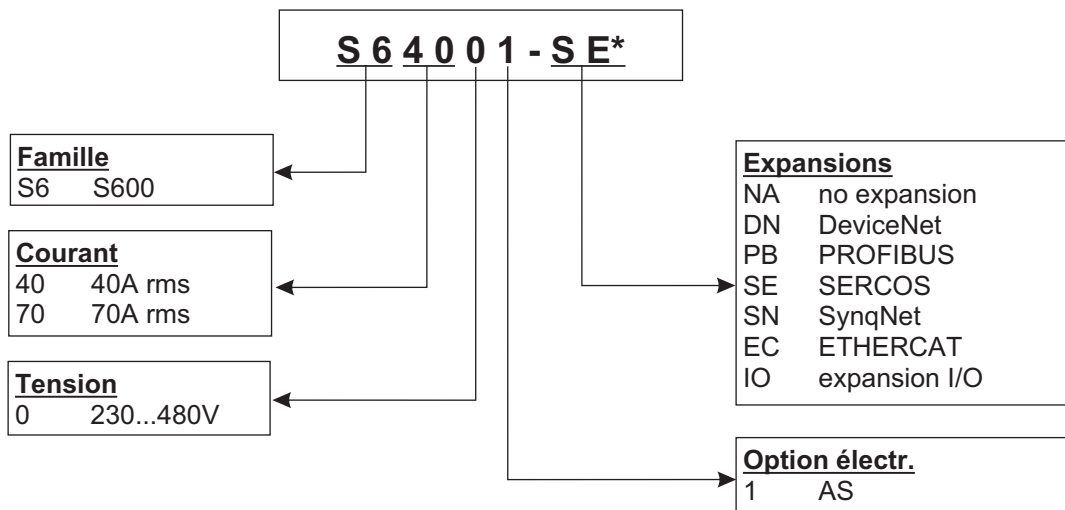 S 6 4 0 0 1 - S E*
Famille
S6 S600
Courant
40 40A rms
70 70A rms
Tension
0 230...480V
Expansions
NA no expansion
DN DeviceNet
PB PROFIBUS
SE SERCOS
SN SynqNet
EC ETHERCAT
IO expansion I/O
Option électr.
1 AS